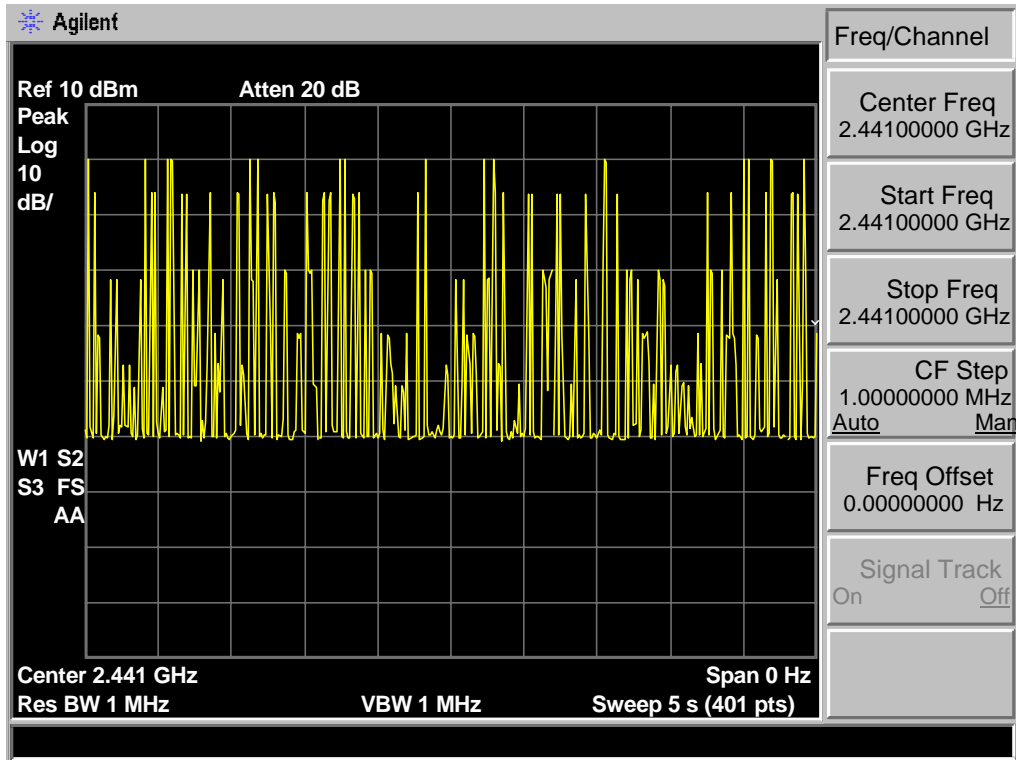 Agilent
Freq/Channel
Ref 10 dBm Atten 20 dB
Peak
Log
10
dB/
W1 S2
S3 FS
AA
Center 2.441 GHz Span 0 Hz
Res BW 1 MHz VBW 1 MHz Sweep 5 s (401 pts)
Center Freq
2.44100000 GHz
Start Freq
2.44100000 GHz
Stop Freq
2.44100000 GHz
CF Step
1.00000000 MHz
Auto Man
Freq Offset
0.00000000 Hz
Signal Track
On Off